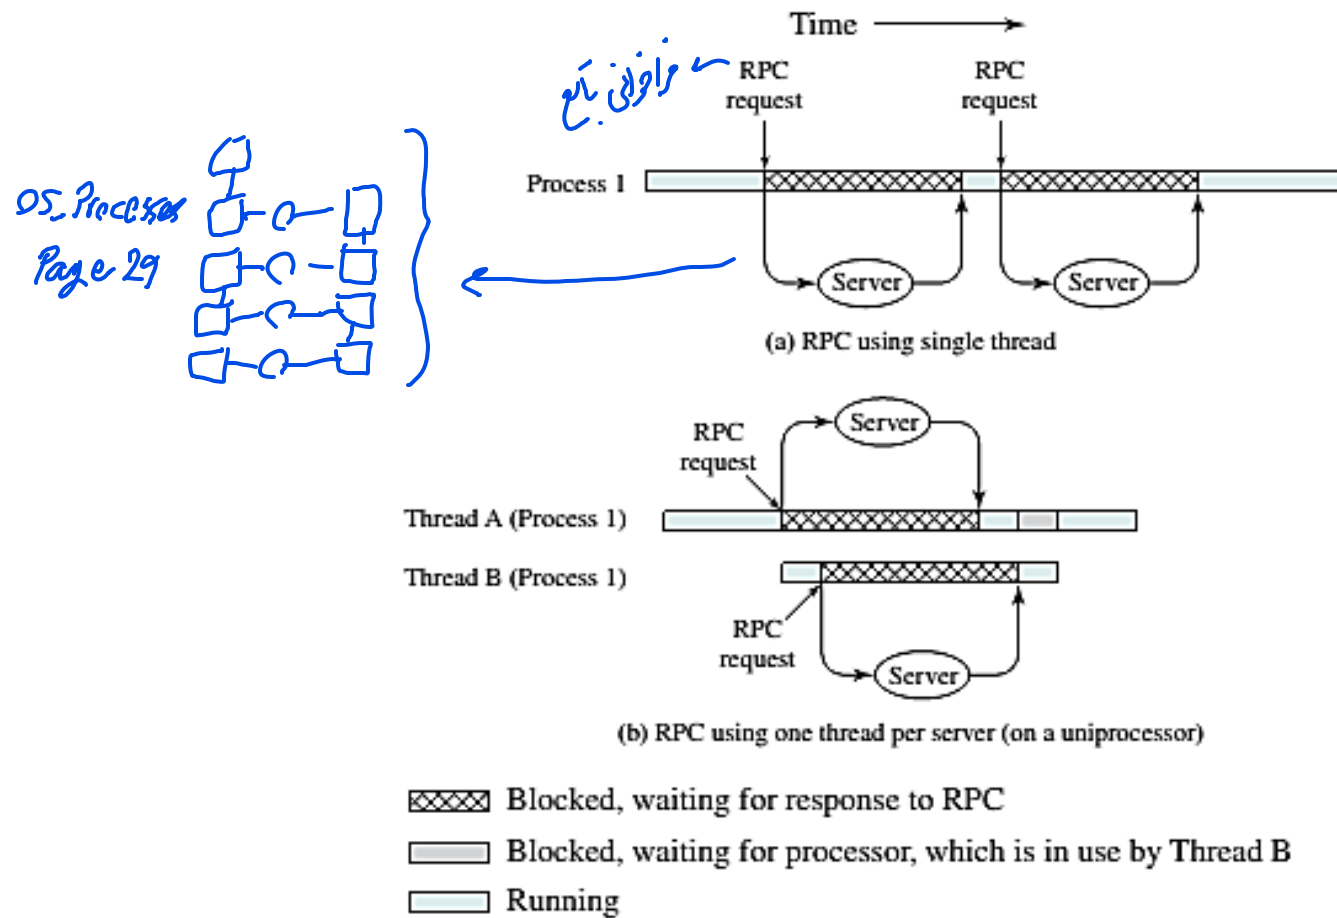 Time
فراخوانی تابع
RPC
request
RPC
request
Process 1
Server
Server
(a) RPC using single thread
OS_Processes
Page 29
Server
RPC
request
Thread A (Process 1)
Thread B (Process 1)
RPC
request
Server
(b) RPC using one thread per server (on a uniprocessor)
Blocked, waiting for response to RPC
Blocked, waiting for processor, which is in use by Thread B
Running